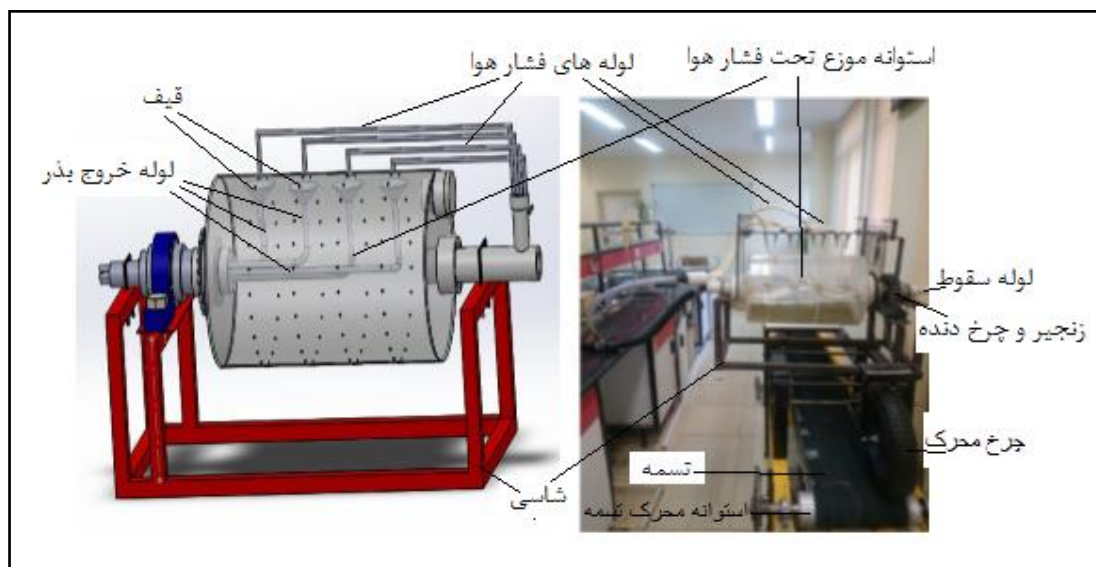 لوله های فشار هوا
استوانه موزع تحت فشار هوا
قیف
لوله خروج بذر
لوله سقوط
زنجیر و چرخ دنده
چرخ محرک
تسمه
شاسی
استوانه محرک تسمه